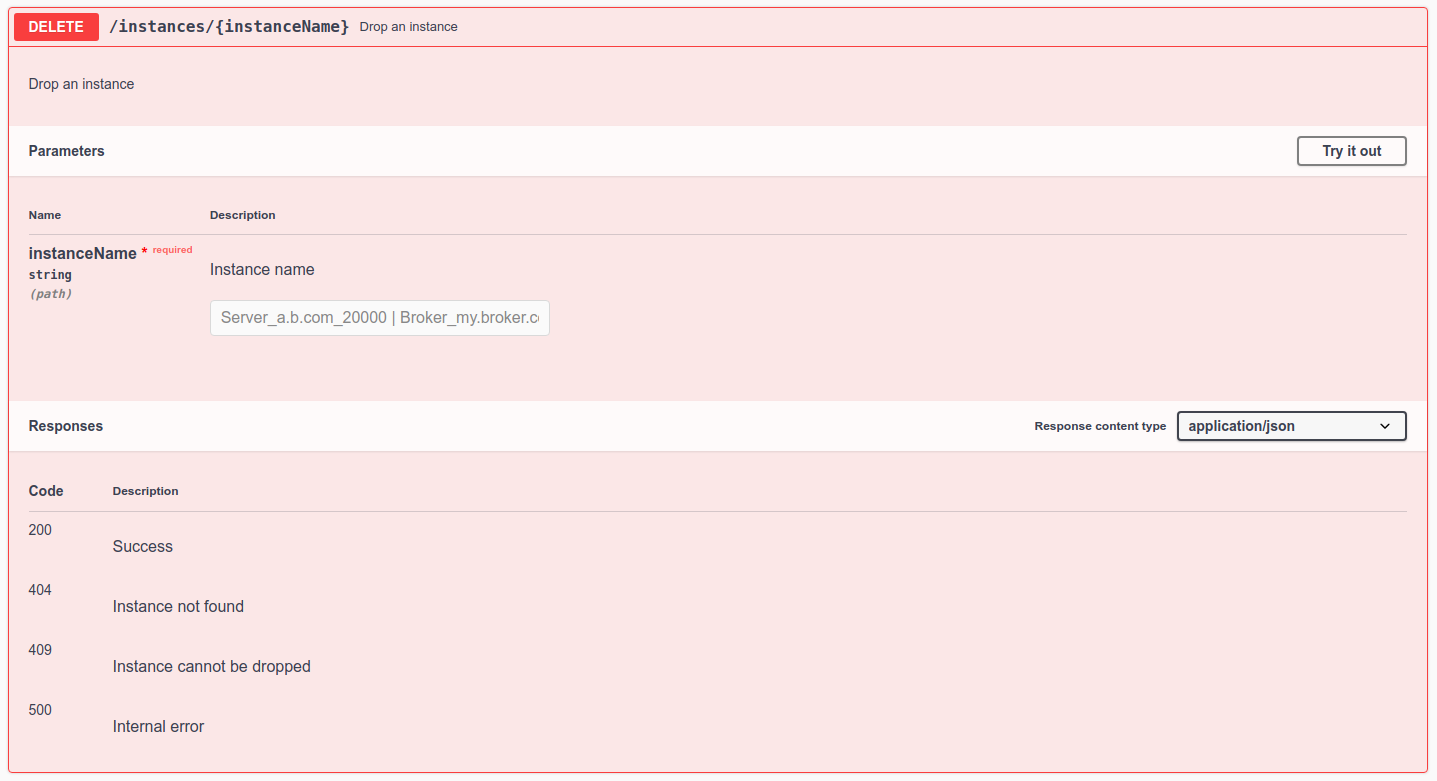 DELETE /instances/{instanceName} Drop an instance
Drop an instance
Parameters Try it out
Name Description
instanceName * required
string
(path)
Instance name
Server_a.b.com_20000 | Broker_my.broker.c
Responses Response content type application/json
Code Description
200
Success
404
Instance not found
409
Instance cannot be dropped
500
Internal error